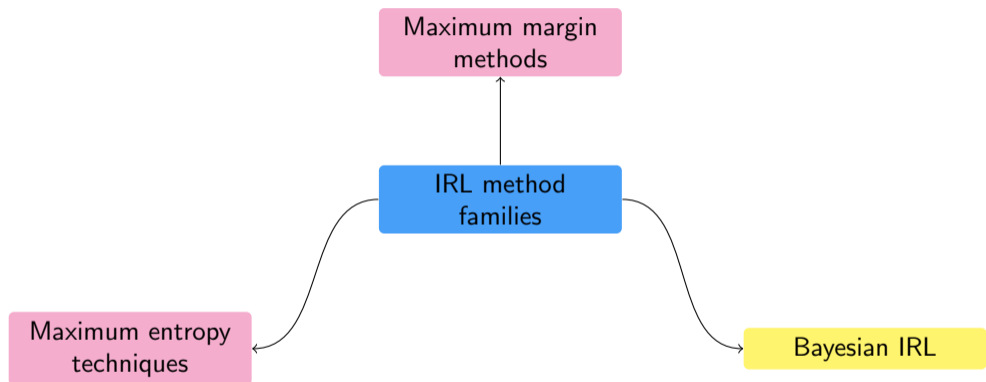 Maximum margin
methods
IRL method
families
Maximum entropy
techniques
Bayesian IRL